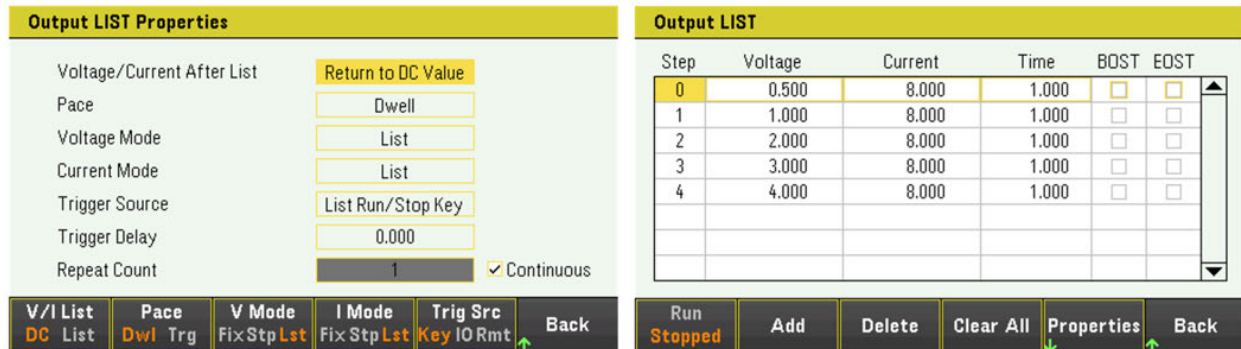 Output LIST Properties
Voltage/Current After List Return to DC Value
Pace Dwell
Voltage Mode List
Current Mode List
Trigger Source List Run/Stop Key
Trigger Delay 0.000
Repeat Count 1 Continuous
V/I List Pace V Mode I Mode Trig Src Back
DC List Dwl Trg Fix Stp Lst Fix Stp Lst Key IO Rmt
Output LIST
Step Voltage Current Time BOST EOST
0 0.500 8.000 1.000
1 1.000 8.000 1.000
2 2.000 8.000 1.000
3 3.000 8.000 1.000
4 4.000 8.000 1.000
Run Add Delete Clear All Properties Back
Stopped